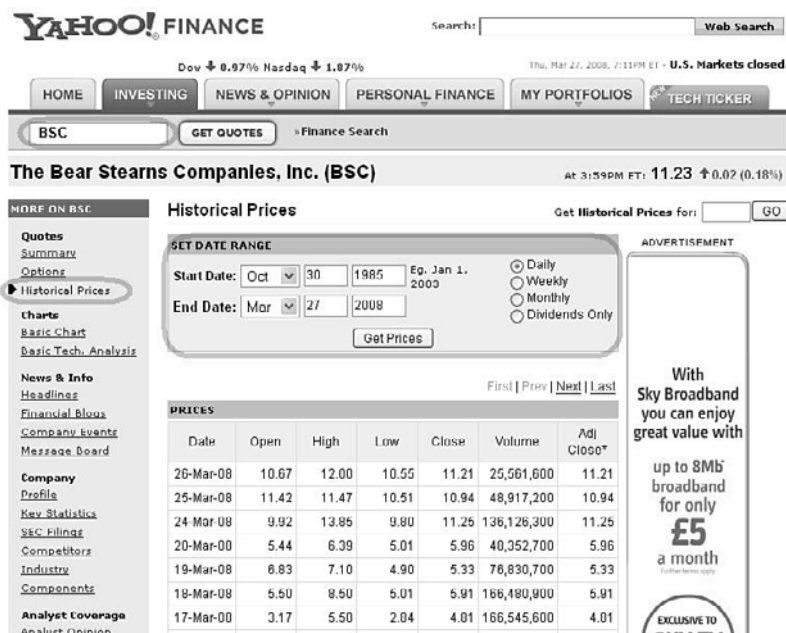 YAHOO! FINANCE
Search: Web Search
Dow 0.97% Nasdaq 1.87%
Thu, Mar 27, 2008, 7:11PM ET - U.S. Markets closed.
HOME INVESTING NEWS & OPINION PERSONAL FINANCE MY PORTFOLIOS NEW TECH TICKER
BSC GET QUOTES » Finance Search
The Bear Stearns Companies, Inc. (BSC)
At 3:59PM ET: 11.23 0.02 (0.18%)
MORE ON BSC
Quotes
Summary
Options
Historical Prices
Charts
Basic Chart
Basic Tech. Analysis
News & Info
Headlines
Financial Blogs
Company Events
Message Board
Company
Profile
Key Statistics
SEC Filings
Competitors
Industry
Components
Analyst Coverage
Analyst Opinion
Historical Prices
Get Historical Prices for: GO
SET DATE RANGE
Start Date: Oct 30 1985 Eg. Jan 1, 2003
End Date: Mar 27 2008
Daily
Weekly
Monthly
Dividends Only
Get Prices
First | Prev | Next | Last
PRICES
Date Open High Low Close Volume Adj Close*
26-Mar-08 10.67 12.00 10.55 11.21 25,561,600 11.21
25-Mar-08 11.42 11.47 10.51 10.94 48,917,200 10.94
24-Mar-08 9.92 13.85 9.80 11.25 136,126,300 11.25
20-Mar-08 5.44 6.39 5.01 5.96 40,352,700 5.96
19-Mar-08 6.83 7.10 4.90 5.33 76,830,700 5.33
18-Mar-08 5.50 8.50 5.01 5.91 166,480,900 5.91
17-Mar-08 3.17 5.50 2.84 4.81 166,545,600 4.81
ADVERTISEMENT
With
Sky Broadband
you can enjoy
great value with
up to 8Mb
broadband
for only
£5
a month
Further terms apply
EXCLUSIVE TO